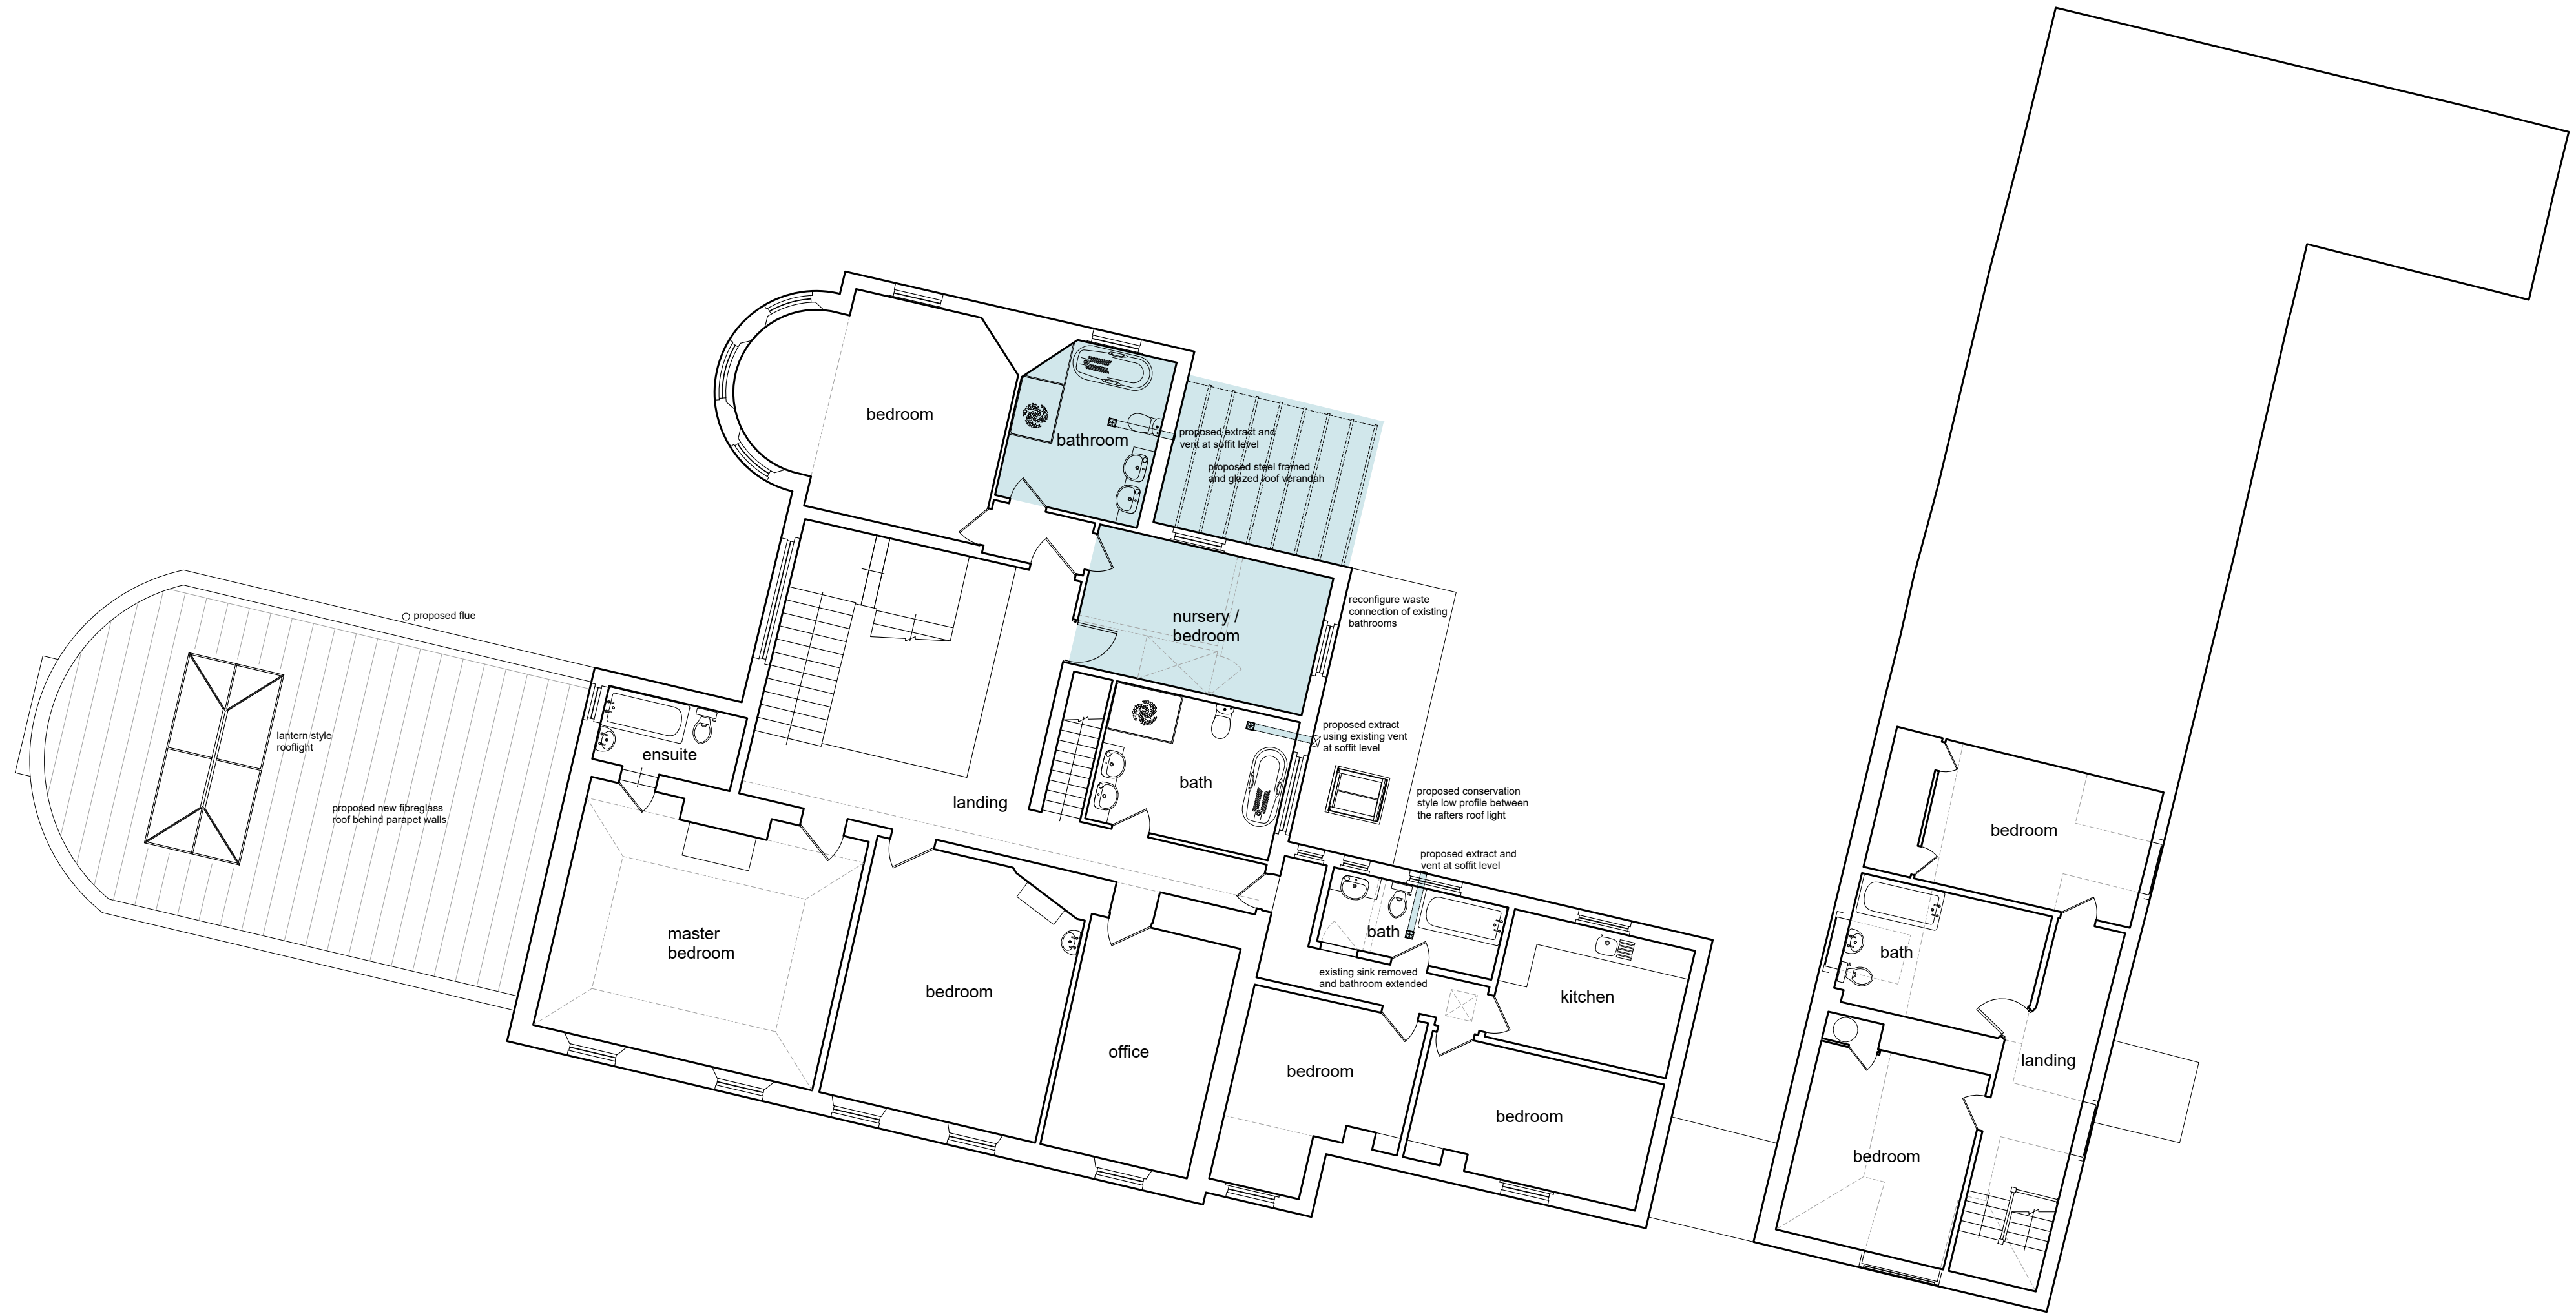 bedroom
bathroom
proposed extract and
vent at soffit level
proposed steel framed
and glazed roof verandah
proposed flue
nursery /
bedroom
reconfigure waste
connection of existing
bathrooms
lantern style
rooflight
ensuite
proposed extract
using existing vent
at soffit level
bath
landing
proposed conservation
style low profile between
the rafters roof light
proposed new fibreglass
roof behind parapet walls
proposed extract and
vent at soffit level
master
bedroom
bath
existing sink removed
and bathroom extended
bedroom
kitchen
office
bedroom
bedroom
bedroom
bath
landing
bedroom